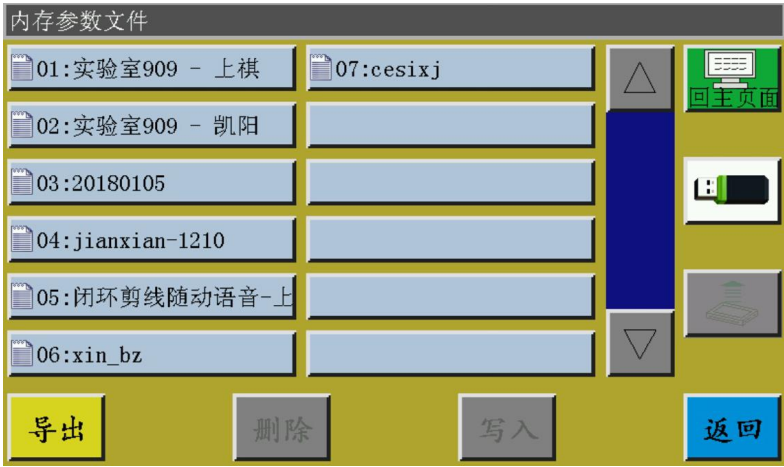 内存参数文件
01:实验室909 - 上祺
07:cesixj
02:实验室909 - 凯阳
03:20180105
04:jianxian-1210
05:闭环剪线随动语音-上
06:xin_bz
回主页面
导出
删除
写入
返回